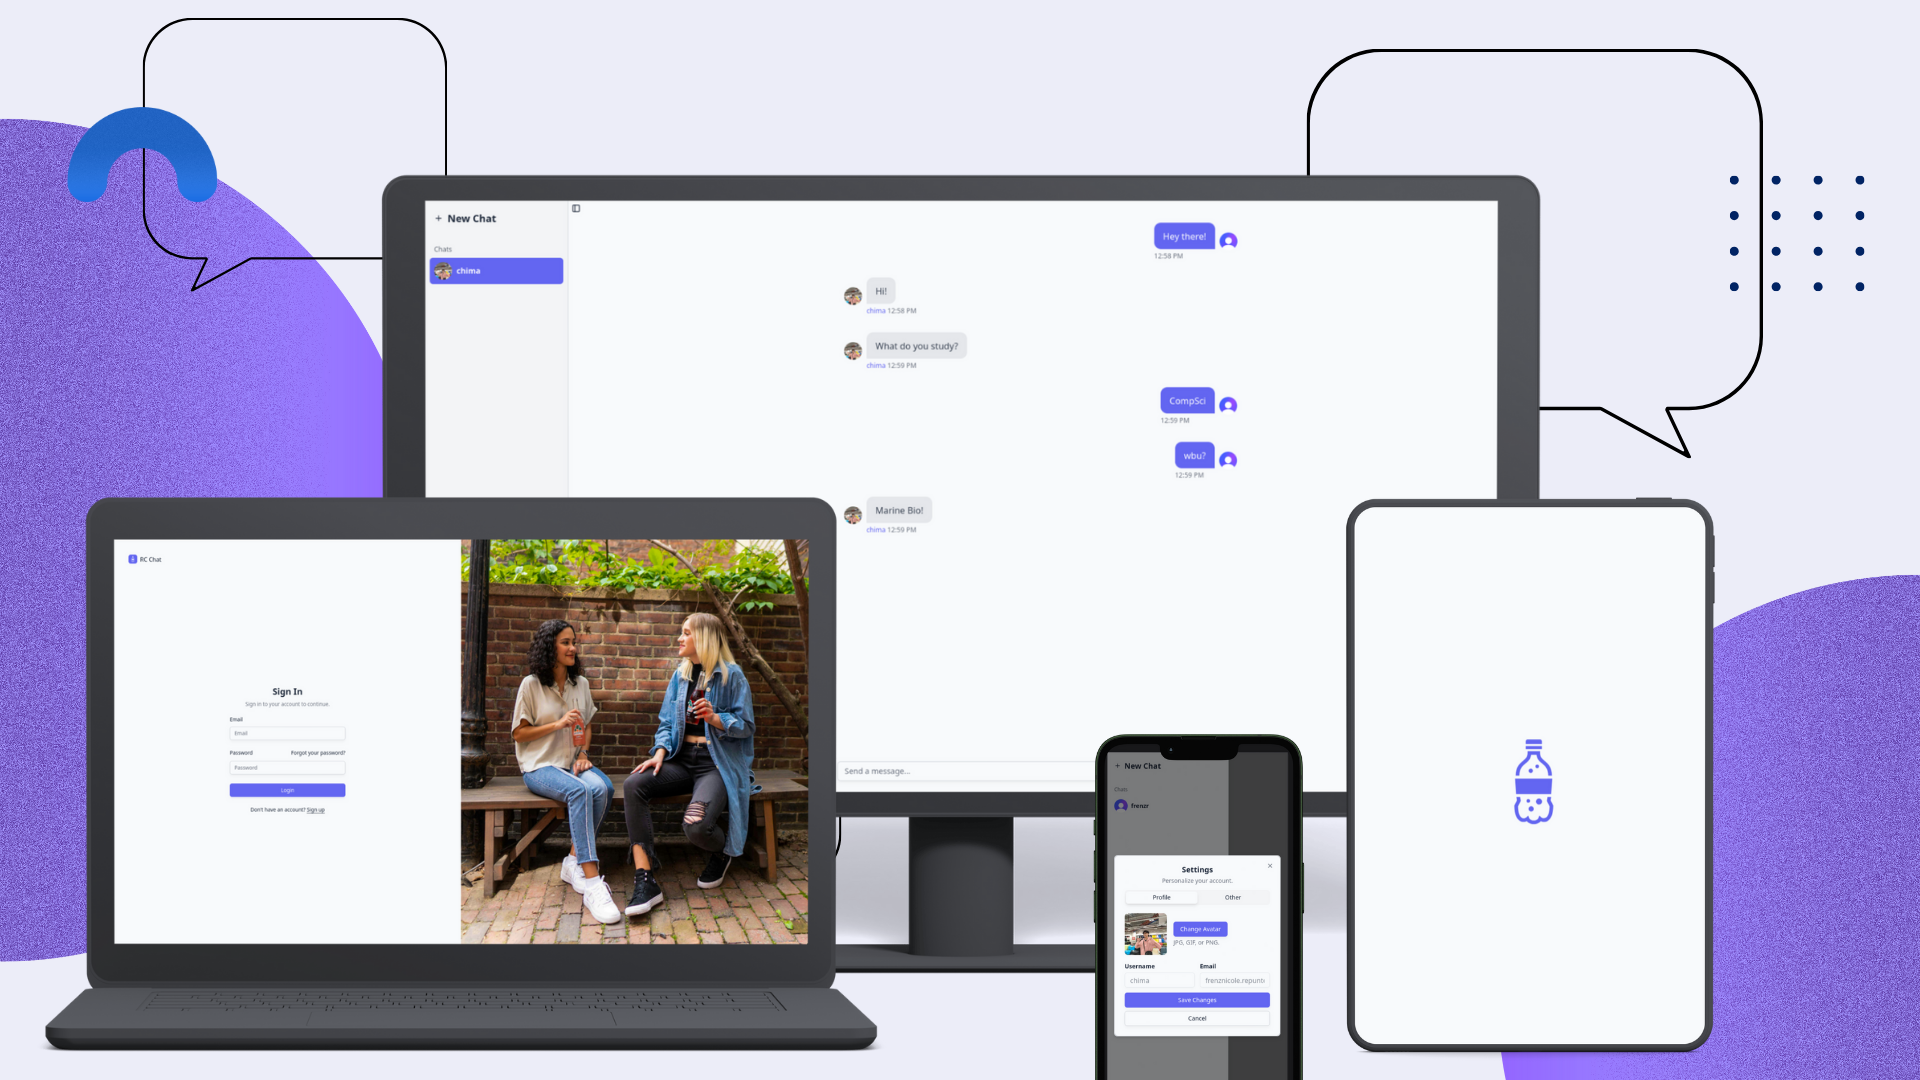 + New Chat
Chats
chima
Hey there!
12:58 PM
Hi!
chima 12:58 PM
What do you study?
chima 12:59 PM
CompSci
12:59 PM
wbu?
12:59 PM
Marine Bio!
chima 12:59 PM
Send a message...
RC Chat
Sign In
Sign in to your account to continue.
Email
Email
Password Forgot your password?
Password
Login
Don't have an account? Sign up
+ New Chat
Chats
frenzr
Settings
Personalize your account.
Profile Other
Change Avatar
JPG, GIF, or PNG.
Username Email
chima frenznicole.repunt
Save Changes
Cancel